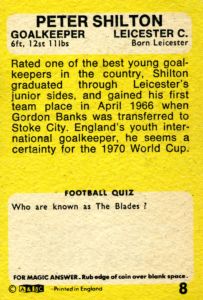 PETER SHILTON
GOALKEEPER LEICESTER C.
6ft, 12st 11lbs Born Leicester
Rated one of the best young goal-
keepers in the country, Shilton
graduated through Leicester's
junior sides, and gained his first
team place in April 1966 when
Gordon Banks was transferred to
Stoke City. England's youth inter-
national goalkeeper, he seems a
certainty for the 1970 World Cup.
FOOTBALL QUIZ
Who are known as The Blades ?
FOR MAGIC ANSWER. Rub edge of coin over blank space.
© A&BC Printed in England 8